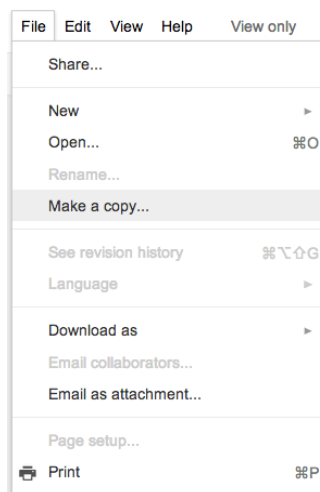 File Edit View Help View only
Share...
New ►
Open... ⌘O
Rename...
Make a copy...
See revision history ⌘⌥⇧G
Language ►
Download as ►
Email collaborators...
Email as attachment...
Page setup...
Print ⌘P